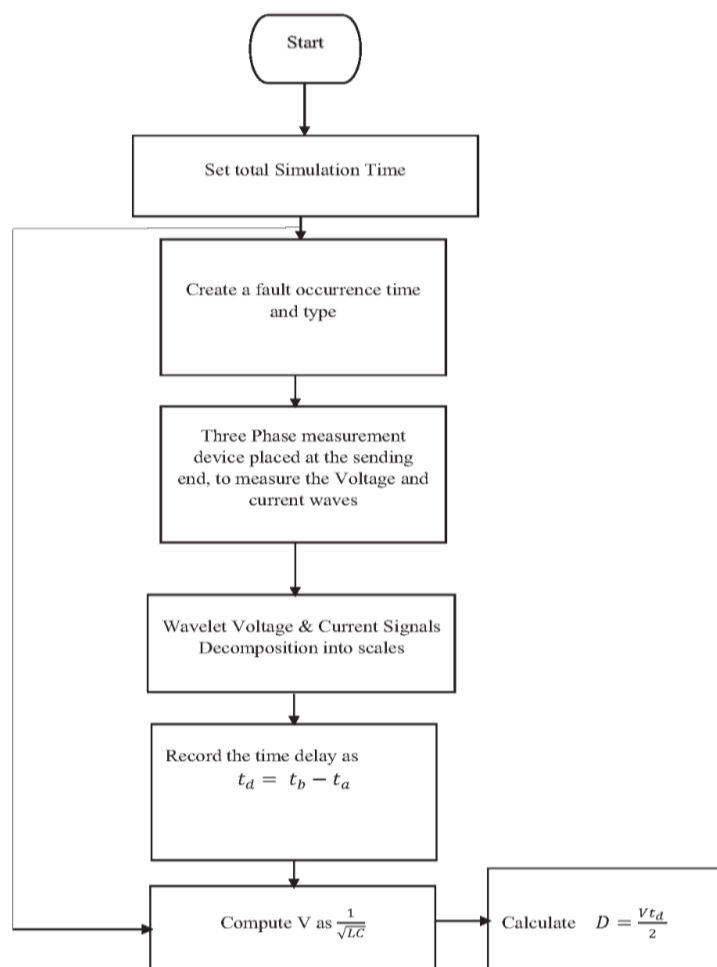 Start
Set total Simulation Time
Create a fault occurrence time
and type
Three Phase measurement
device placed at the sending
end, to measure the Voltage and
current waves
Wavelet Voltage & Current Signals
Decomposition into scales
Record the time delay as
t_d = t_b − t_a
Compute V as 1/√LC
Calculate D = Vt_d/2